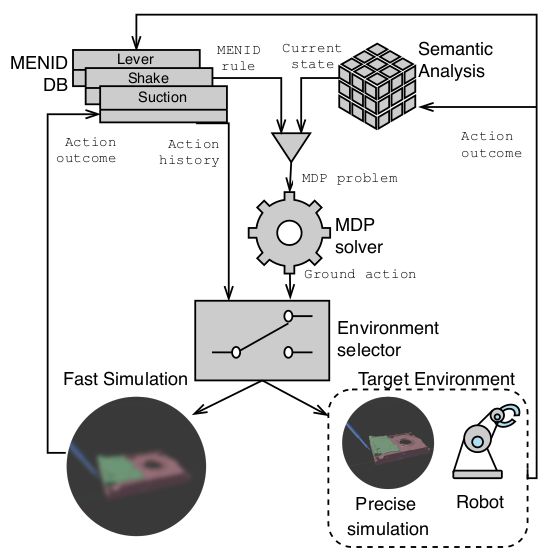 MENID
DB
Lever
Shake
Suction
MENID
rule
Current
state
Semantic
Analysis
Action
outcome
Action
history
Action
outcome
MDP problem
MDP
solver
Ground action
Environment
selector
Fast Simulation
Target Environment
Precise
simulation
Robot